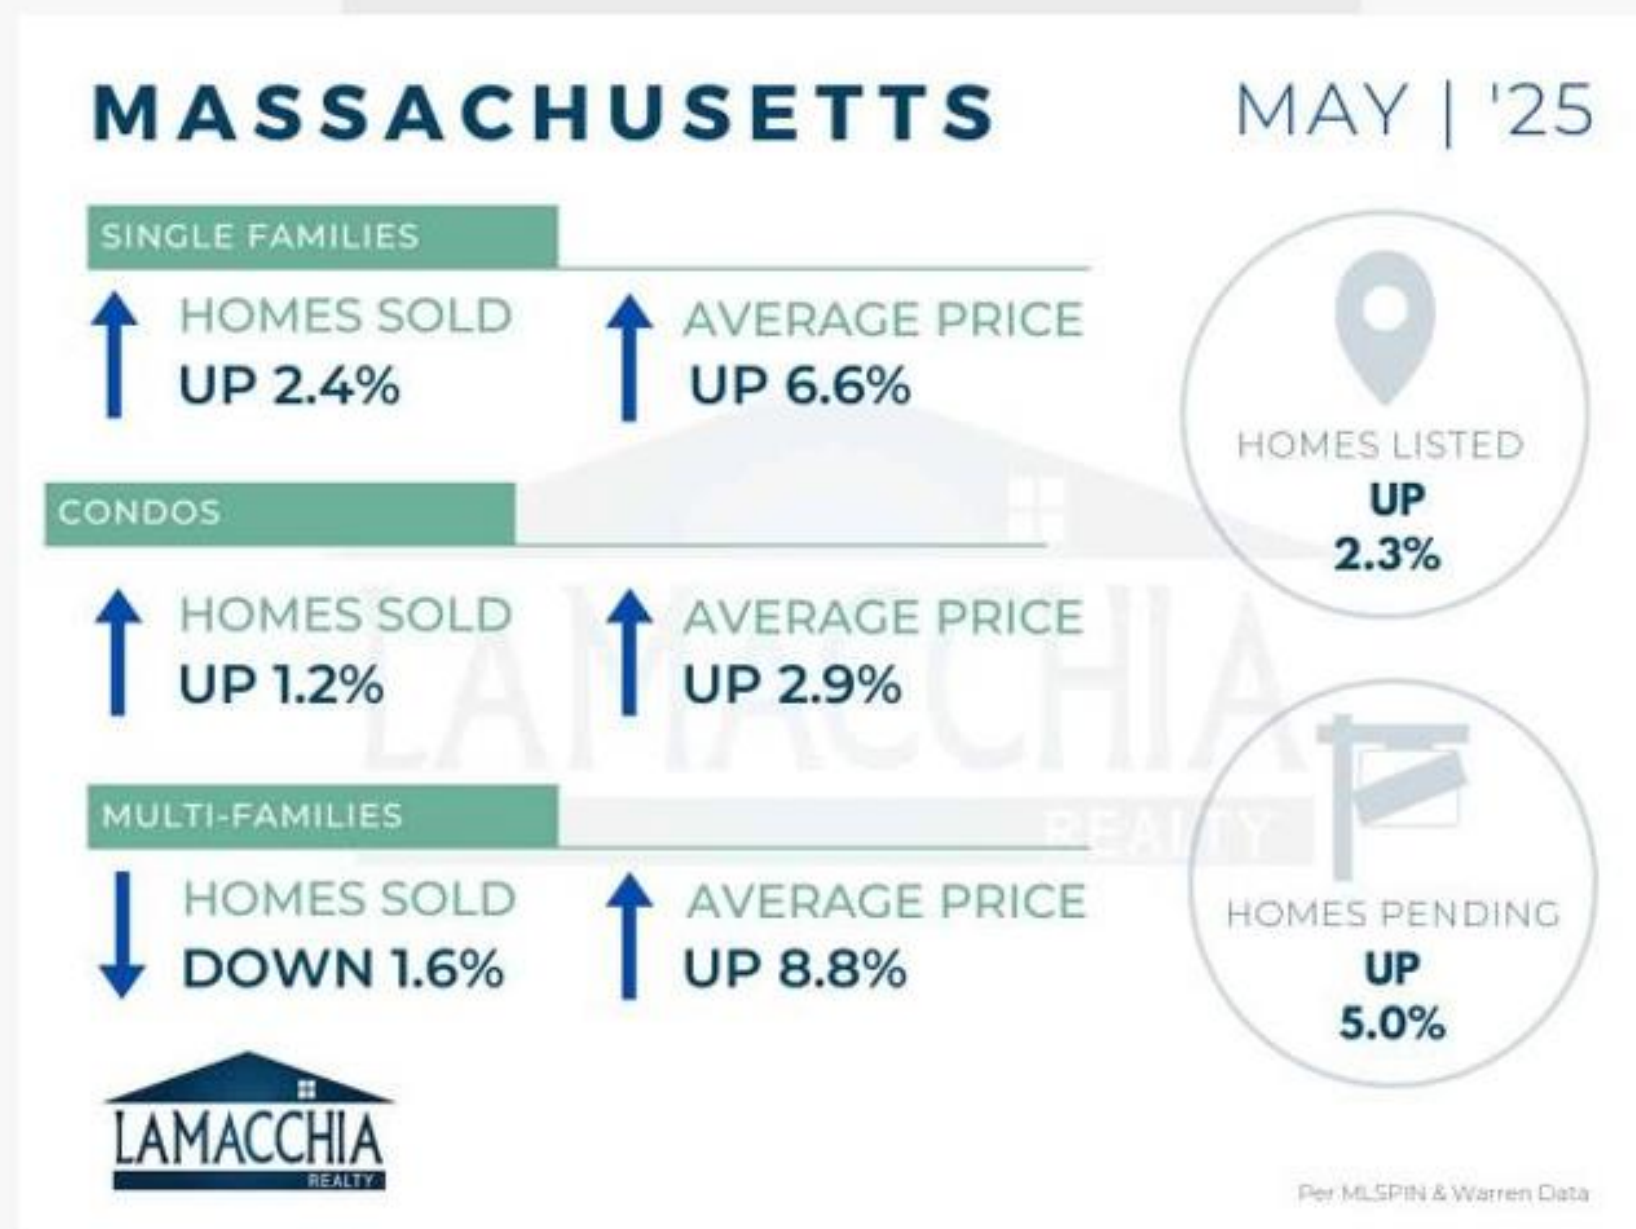 MASSACHUSETTS
MAY | '25
SINGLE FAMILIES
HOMES SOLD
UP 2.4%
AVERAGE PRICE
UP 6.6%
CONDOS
HOMES SOLD
UP 1.2%
AVERAGE PRICE
UP 2.9%
MULTI-FAMILIES
HOMES SOLD
DOWN 1.6%
AVERAGE PRICE
UP 8.8%
HOMES LISTED
UP
2.3%
HOMES PENDING
UP
5.0%
LAMACCHIA
REALTY
LAMACCHIA
REALTY
Per MLSPIN & Warren Data